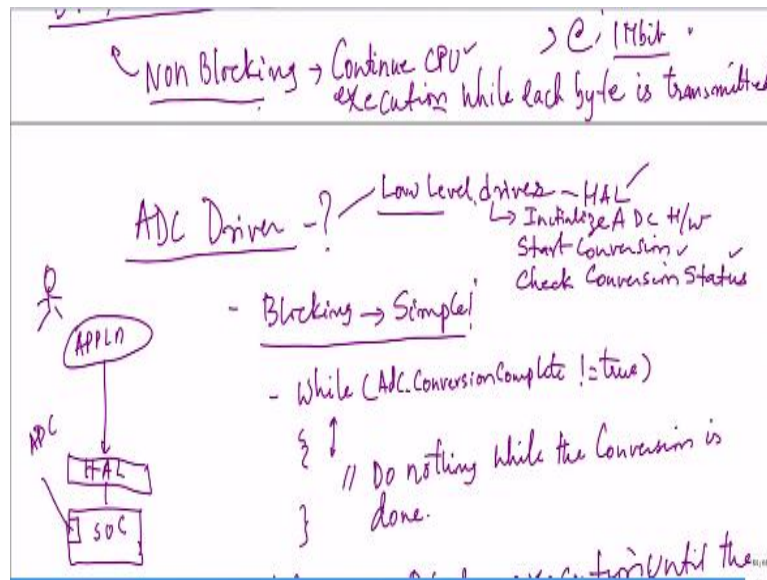 Non Blocking → Continue CPU ✓ > @ 1Mbit .
execution while each byte is transmitted
ADC Driver - ? Low level driver - HAL ✓
↳ Initialize ADC H/w
Start Conversion ✓
Check Conversion Status ✓
- Blocking → Simple!
APPLN
- While (Adc.ConversionComplete != true)
{
ADC
// Do nothing while the Conversion is
HAL
done.
}
SOC
execution until the